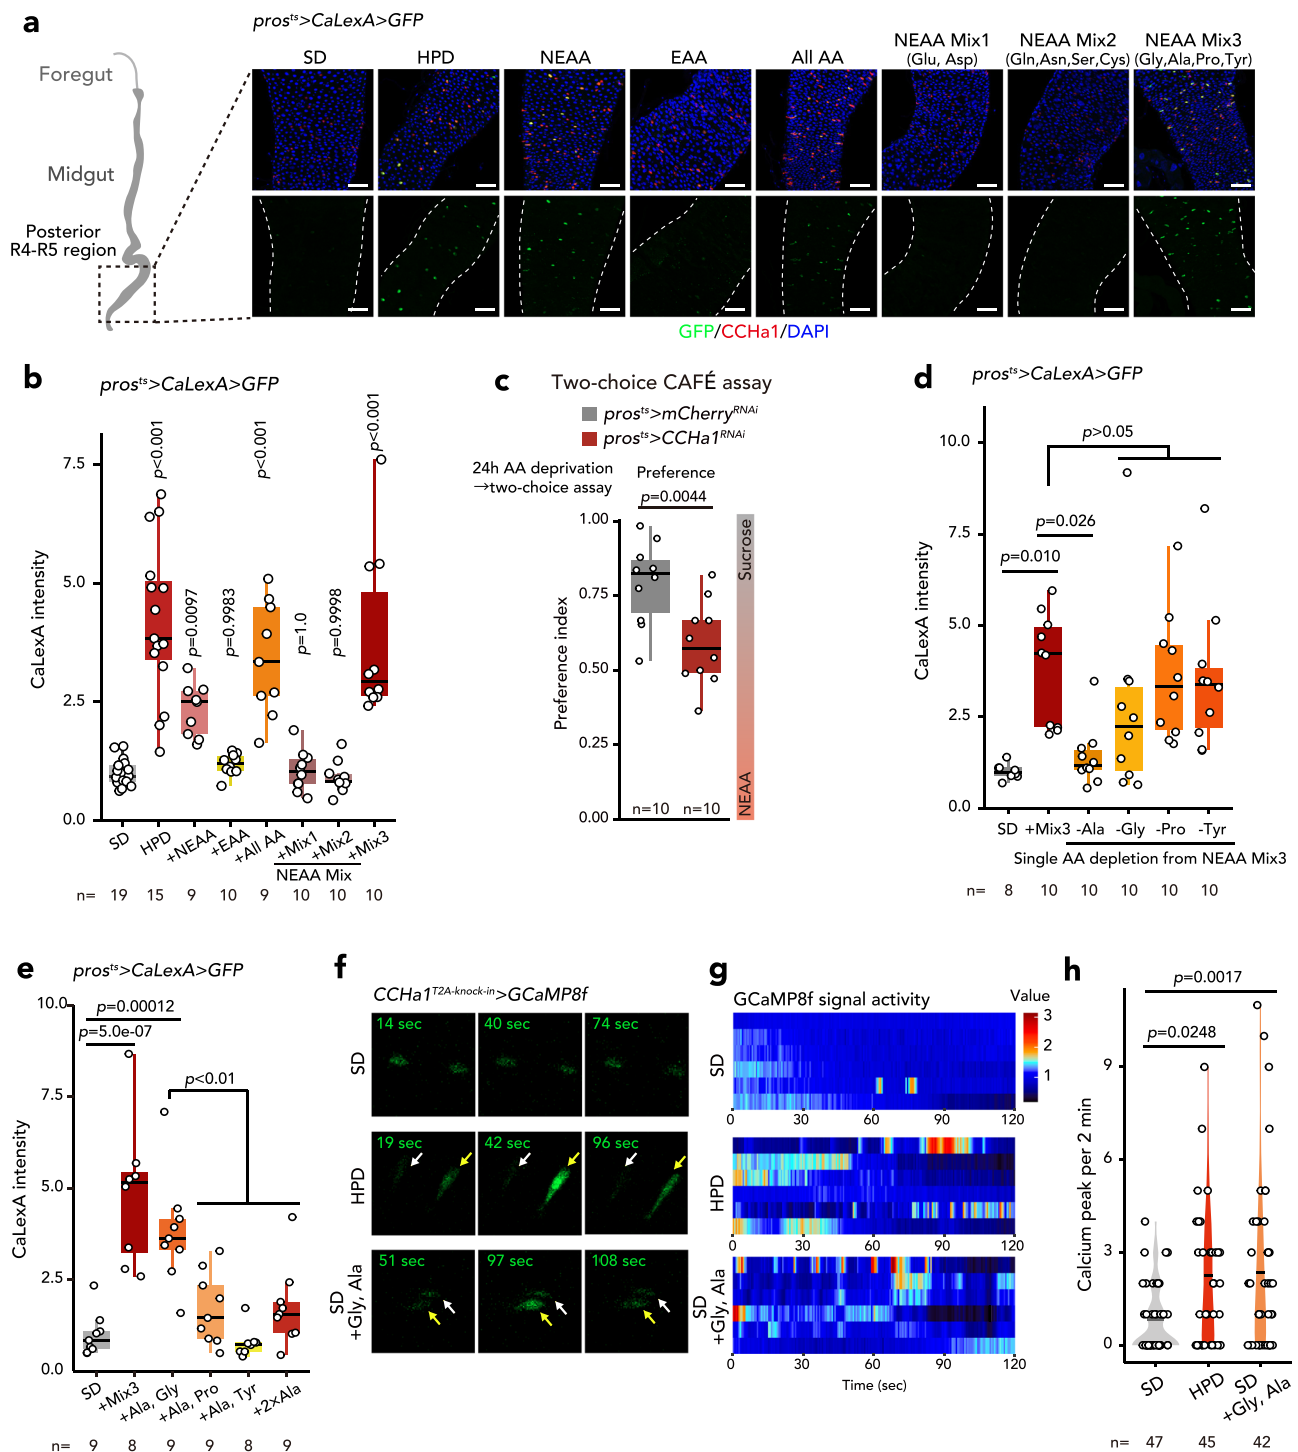 a
pros^ts>CaLexA>GFP
SD
HPD
NEAA
EAA
All AA
NEAA Mix1
(Glu, Asp)
NEAA Mix2
(Gln,Asn,Ser,Cys)
NEAA Mix3
(Gly,Ala,Pro,Tyr)
Foregut
Midgut
Posterior
R4-R5 region
GFP/CCHa1/DAPI
b
pros^ts>CaLexA>GFP
CaLexA intensity
7.5
5.0
2.5
0.0
p<0.001
p=0.0097
p=0.9983
p<0.001
p=1.0
p=0.9998
p<0.001
SD
HPD
+NEAA
+EAA
+All AA
+Mix1
+Mix2
+Mix3
NEAA Mix
n= 19 15 9 10 9 10 10 10
c
Two-choice CAFÉ assay
pros^ts>mCherry^RNAi
pros^ts>CCHa1^RNAi
24h AA deprivation
→two-choice assay
Preference
p=0.0044
Preference index
1.00
0.75
0.50
0.25
0.00
n=10 n=10
Sucrose
NEAA
d
pros^ts>CaLexA>GFP
CaLexA intensity
10.0
7.5
5.0
2.5
0.0
p>0.05
p=0.026
p=0.010
SD +Mix3 -Ala -Gly -Pro -Tyr
Single AA depletion from NEAA Mix3
n= 8 10 10 10 10 10
e
pros^ts>CaLexA>GFP
CaLexA intensity
10.0
7.5
5.0
2.5
0.0
p=0.00012
p=5.0e-07
p<0.01
SD
+Mix3
+Ala, Gly
+Ala, Pro
+Ala, Tyr
+2×Ala
n= 9 8 9 9 8 9
f
CCHa1^T2A-knock-in>GCaMP8f
SD
14 sec
40 sec
74 sec
HPD
19 sec
42 sec
96 sec
SD
+Gly, Ala
51 sec
97 sec
108 sec
g
GCaMP8f signal activity
Value
3
2
1
SD
0 30 60 90 120
HPD
0 30 60 90 120
SD
+Gly, Ala
0 30 60 90 120
Time (sec)
h
p=0.0017
p=0.0248
Calcium peak per 2 min
9
6
3
0
SD
HPD
SD
+Gly, Ala
n= 47 45 42